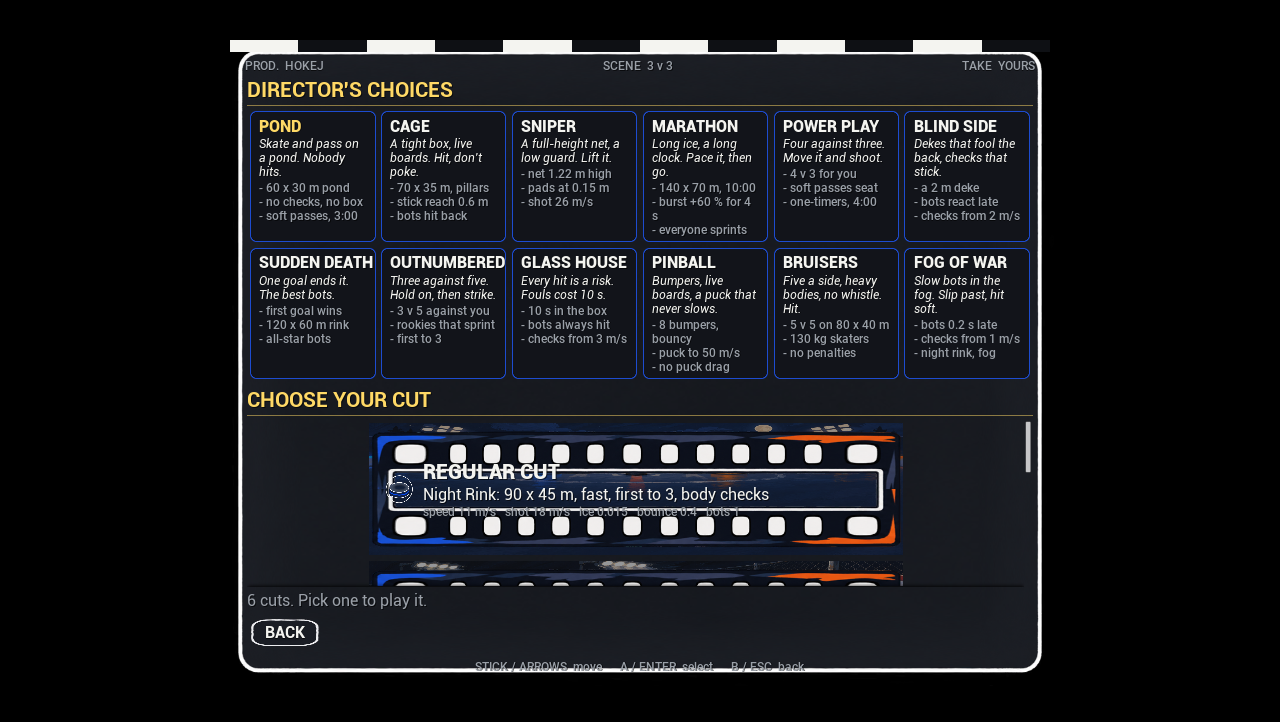 PROD. HOKEJ
SCENE 3 v 3
TAKE YOURS
DIRECTOR'S CHOICES
POND
Skate and pass on
a pond. Nobody
hits.
- 60 x 30 m pond
- no checks, no box
- soft passes, 3:00
CAGE
A tight box, live
boards. Hit, don't
poke.
- 70 x 35 m, pillars
- stick reach 0.6 m
- bots hit back
SNIPER
A full-height net, a
low guard. Lift it.
- net 1.22 m high
- pads at 0.15 m
- shot 26 m/s
MARATHON
Long ice, a long
clock. Pace it, then
go.
- 140 x 70 m, 10:00
- burst +60 % for 4
s
- everyone sprints
POWER PLAY
Four against three.
Move it and shoot.
- 4 v 3 for you
- soft passes seat
- one-timers, 4:00
BLIND SIDE
Dekes that fool the
back, checks that
stick.
- a 2 m deke
- bots react late
- checks from 2 m/s
SUDDEN DEATH
One goal ends it.
The best bots.
- first goal wins
- 120 x 60 m rink
- all-star bots
OUTNUMBERED
Three against five.
Hold on, then strike.
- 3 v 5 against you
- rookies that sprint
- first to 3
GLASS HOUSE
Every hit is a risk.
Fouls cost 10 s.
- 10 s in the box
- bots always hit
- checks from 3 m/s
PINBALL
Bumpers, live
boards, a puck that
never slows.
- 8 bumpers,
bouncy
- puck to 50 m/s
- no puck drag
BRUISERS
Five a side, heavy
bodies, no whistle.
Hit.
- 5 v 5 on 80 x 40 m
- 130 kg skaters
- no penalties
FOG OF WAR
Slow bots in the
fog. Slip past, hit
soft.
- bots 0.2 s late
- checks from 1 m/s
- night rink, fog
CHOOSE YOUR CUT
REGULAR CUT
Night Rink: 90 x 45 m, fast, first to 3, body checks
speed 11 m/s shot 18 m/s ice 0.015 bounce 0.4 bots 1
6 cuts. Pick one to play it.
BACK
STICK / ARROWS move A / ENTER select B / ESC back